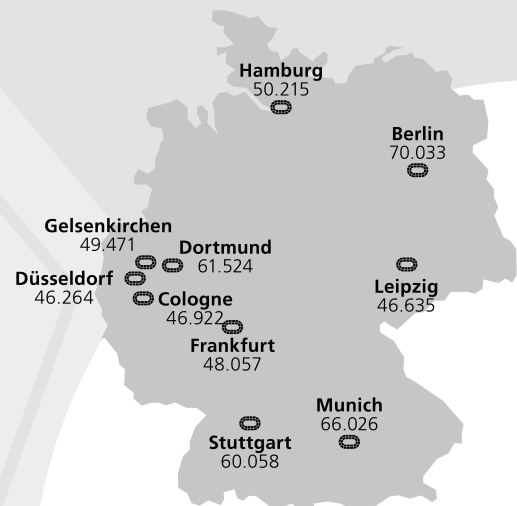 Hamburg
50.215
Berlin
70.033
Gelsenkirchen
49.471
Dortmund
61.524
Düsseldorf
46.264
Cologne
46.922
Leipzig
46.635
Frankfurt
48.057
Munich
66.026
Stuttgart
60.058